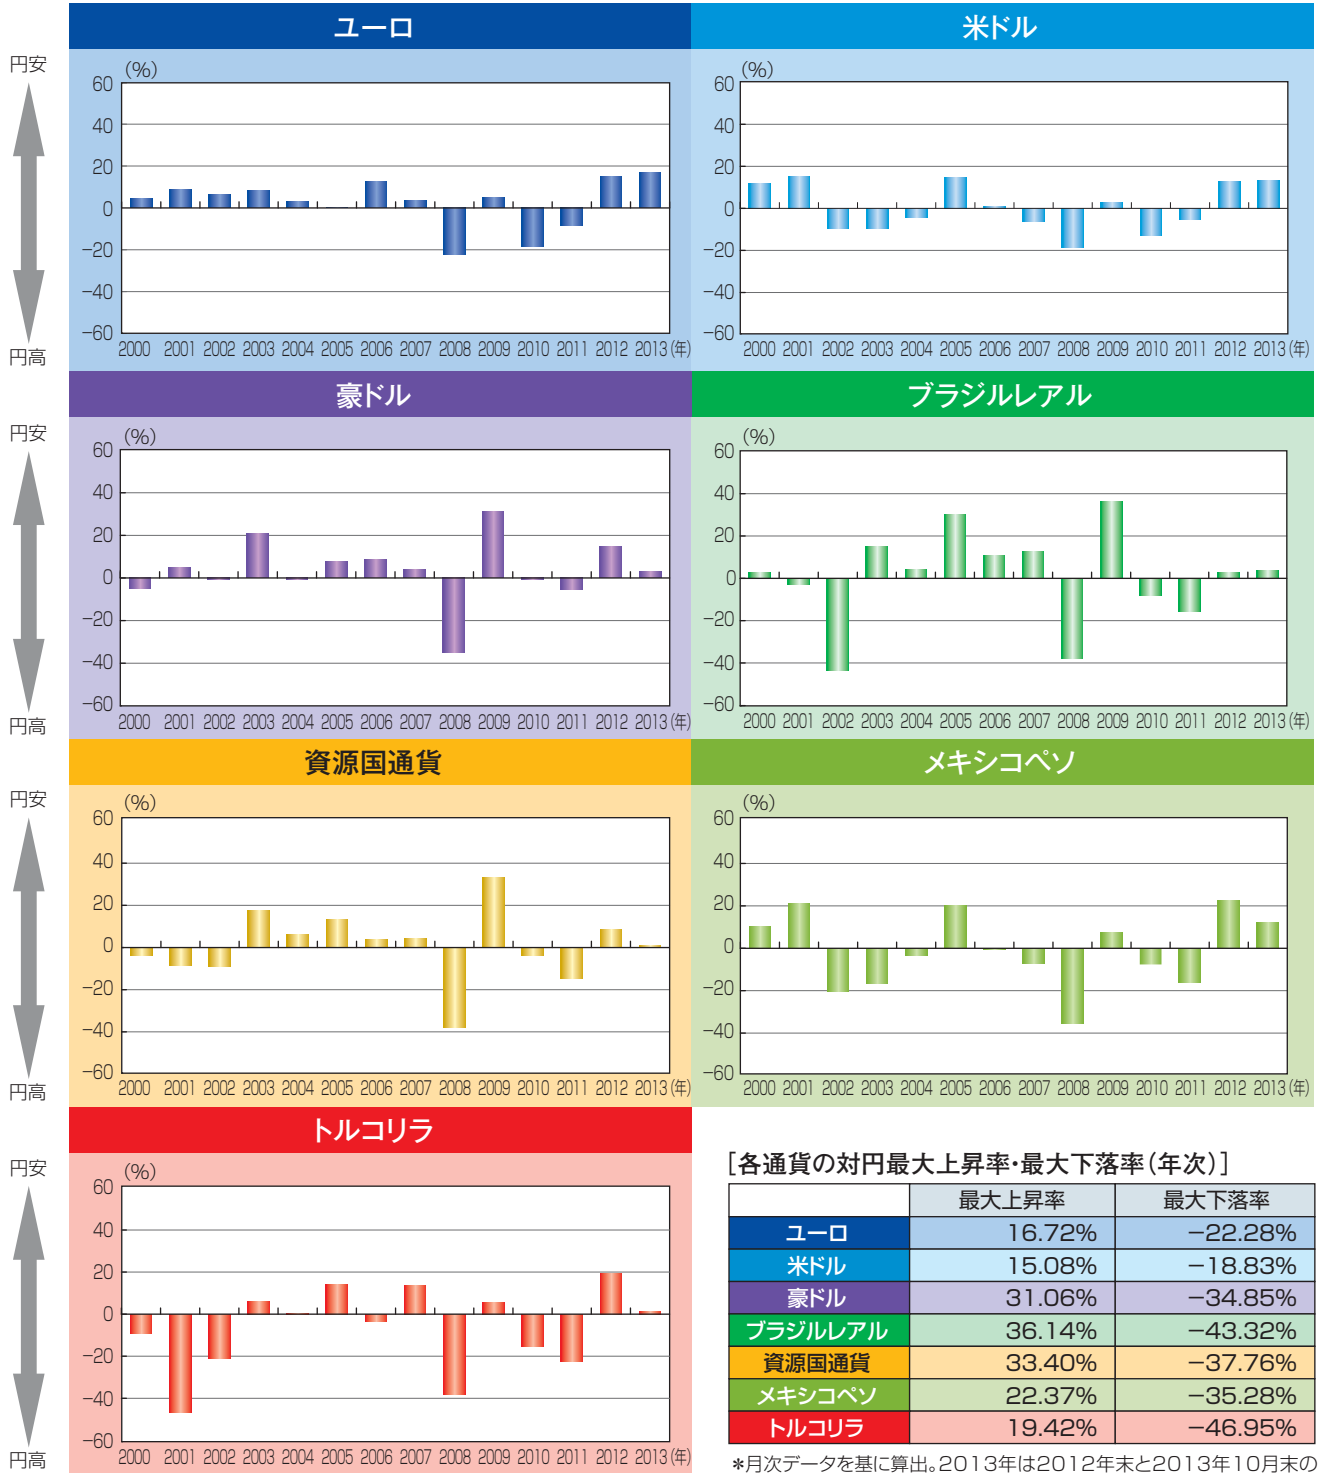 ユーロ
円安
(%)
60
40
20
0
−20
−40
−60
円高
2000 2001 2002 2003 2004 2005 2006 2007 2008 2009 2010 2011 2012 2013(年)
米ドル
(%)
60
40
20
0
−20
−40
−60
2000 2001 2002 2003 2004 2005 2006 2007 2008 2009 2010 2011 2012 2013(年)
豪ドル
円安
(%)
60
40
20
0
−20
−40
−60
円高
2000 2001 2002 2003 2004 2005 2006 2007 2008 2009 2010 2011 2012 2013(年)
ブラジルレアル
(%)
60
40
20
0
−20
−40
−60
2000 2001 2002 2003 2004 2005 2006 2007 2008 2009 2010 2011 2012 2013(年)
資源国通貨
円安
(%)
60
40
20
0
−20
−40
−60
円高
2000 2001 2002 2003 2004 2005 2006 2007 2008 2009 2010 2011 2012 2013(年)
メキシコペソ
(%)
60
40
20
0
−20
−40
−60
2000 2001 2002 2003 2004 2005 2006 2007 2008 2009 2010 2011 2012 2013(年)
トルコリラ
円安
(%)
60
40
20
0
−20
−40
−60
円高
2000 2001 2002 2003 2004 2005 2006 2007 2008 2009 2010 2011 2012 2013(年)
[各通貨の対円最大上昇率・最大下落率(年次)]
最大上昇率 最大下落率
ユーロ 16.72% −22.28%
米ドル 15.08% −18.83%
豪ドル 31.06% −34.85%
ブラジルレアル 36.14% −43.32%
資源国通貨 33.40% −37.76%
メキシコペソ 22.37% −35.28%
トルコリラ 19.42% −46.95%
*月次データを基に算出。2013年は2012年末と2013年10月末の